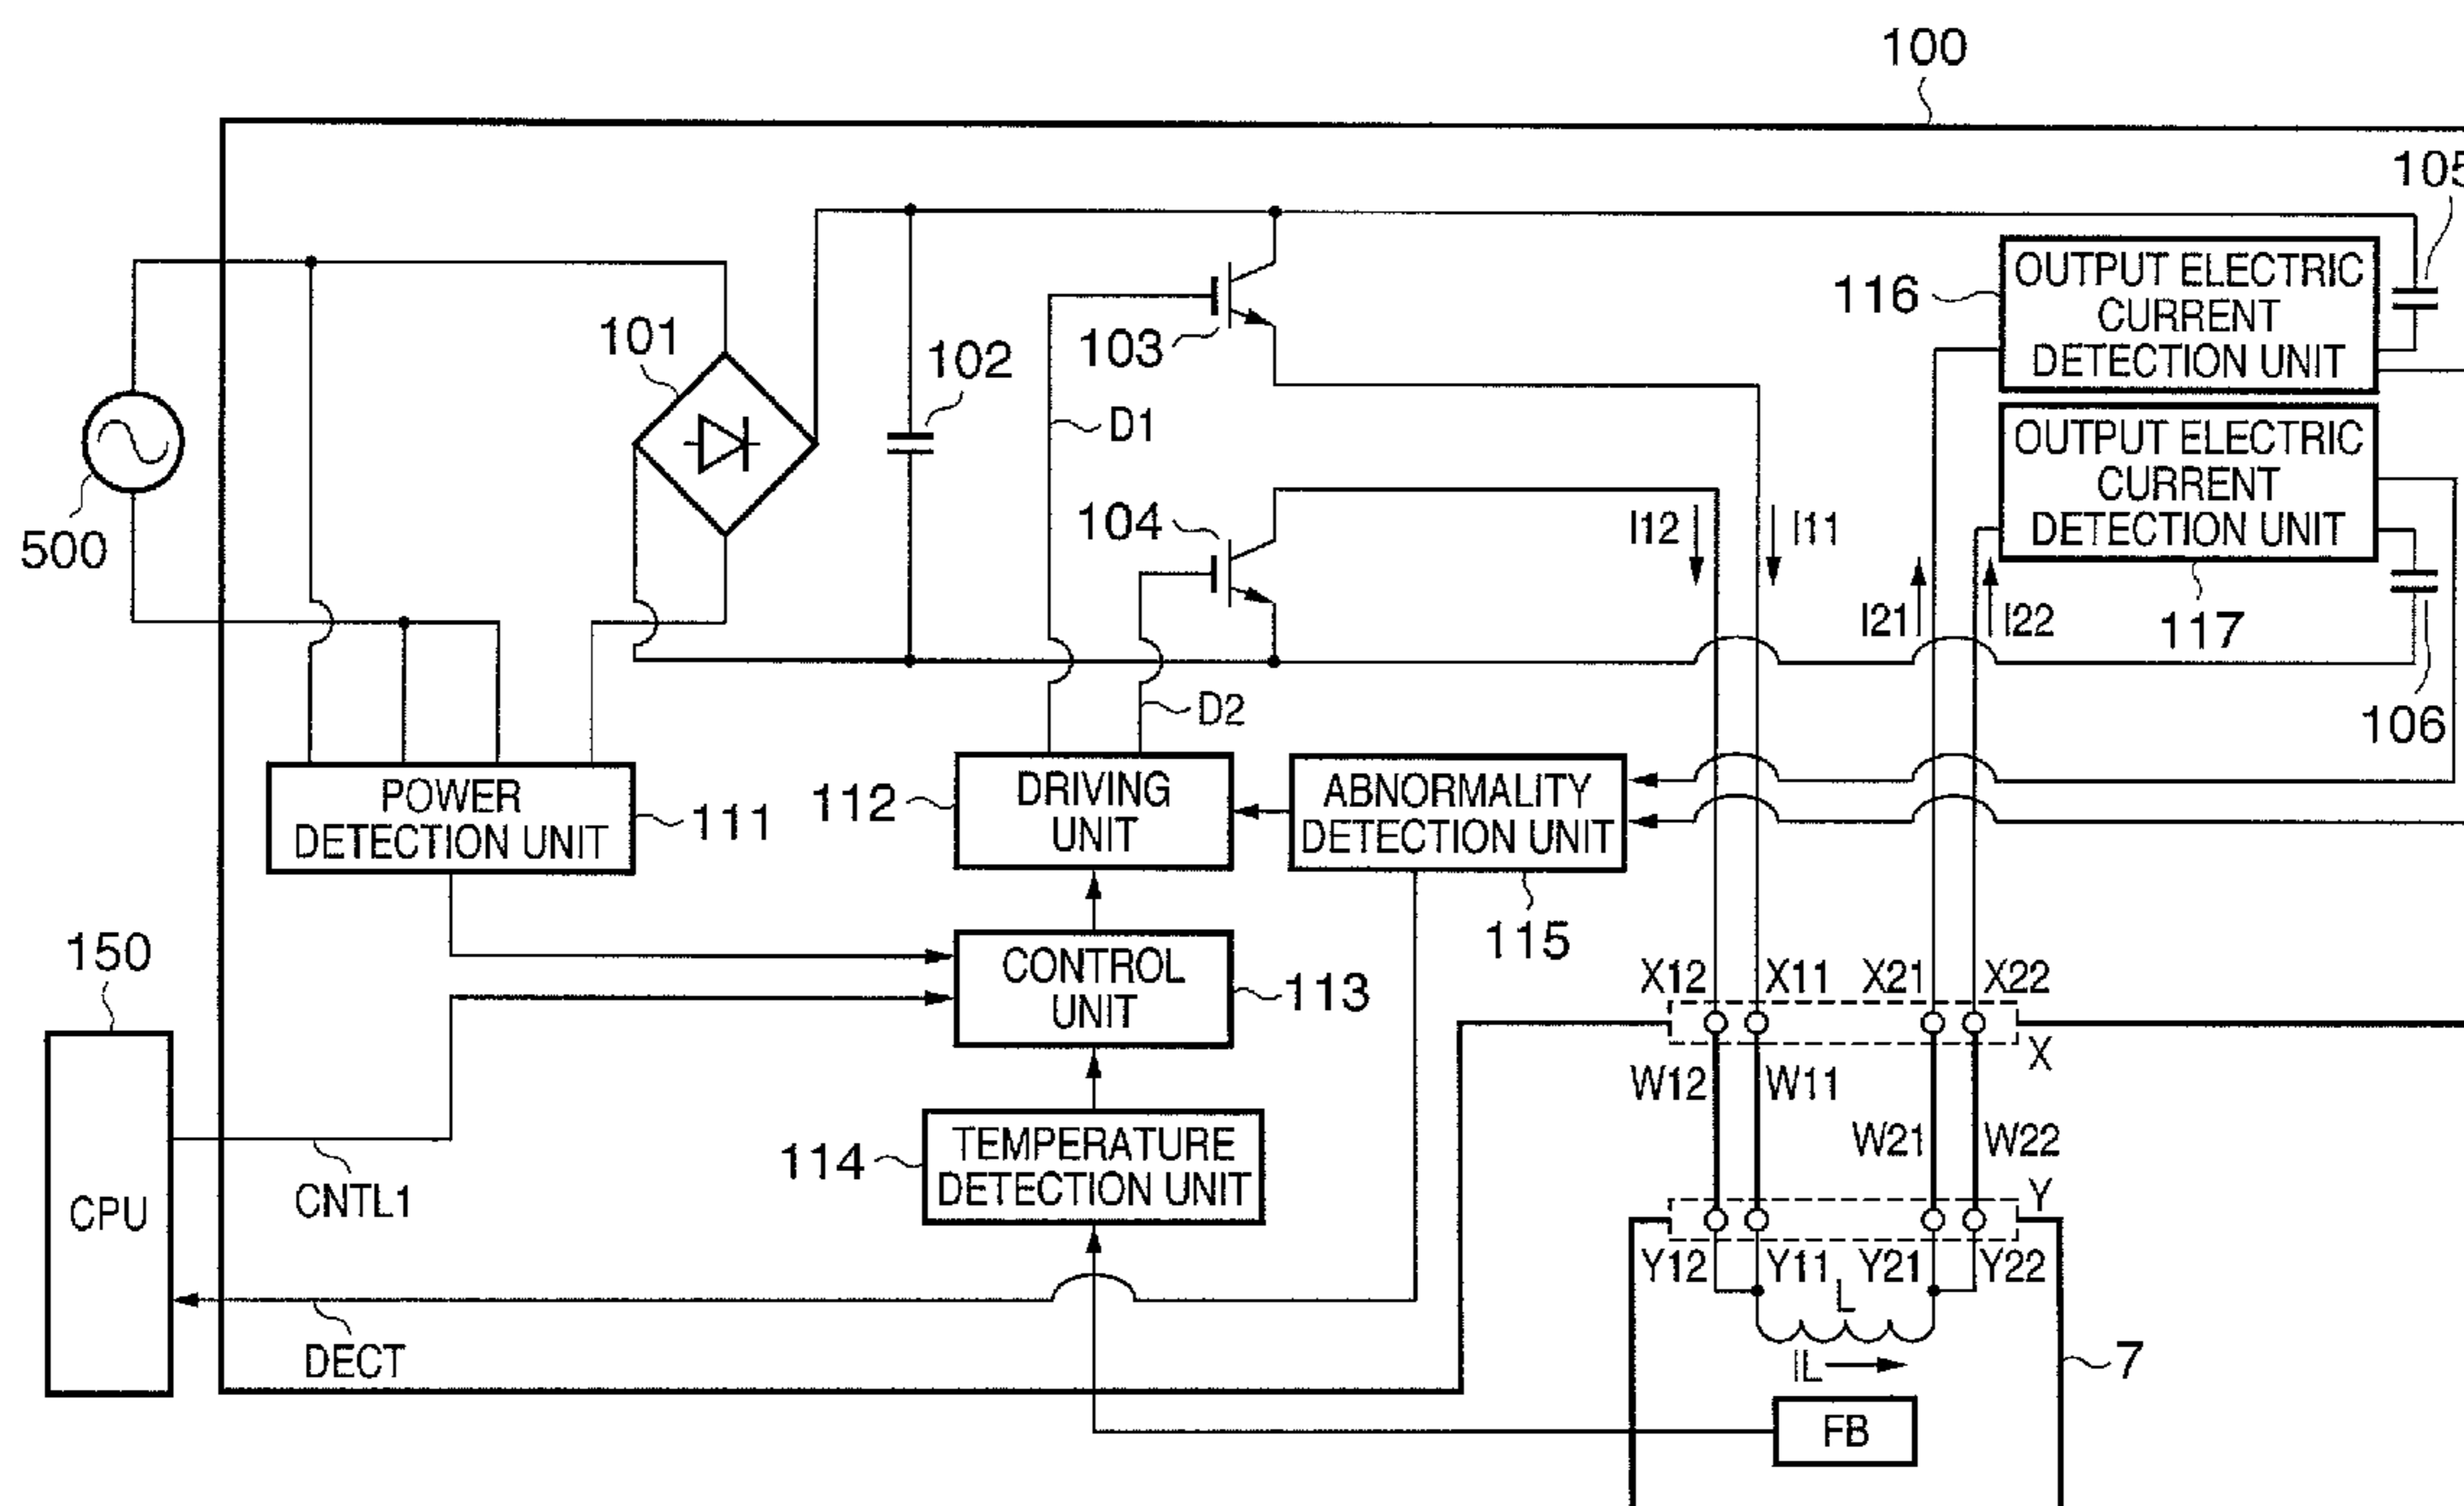 100
105
116
OUTPUT ELECTRIC
CURRENT
DETECTION UNIT
101
102
103
D1
OUTPUT ELECTRIC
CURRENT
DETECTION UNIT
500
104
I12
I11
I21
I22
117
D2
106
POWER
DETECTION UNIT
111
112
DRIVING
UNIT
ABNORMALITY
DETECTION UNIT
115
150
CONTROL
UNIT
113
X12
X11
X21
X22
X
W12
W11
W21
W22
CPU
CNTL1
114
TEMPERATURE
DETECTION UNIT
Y
Y12
Y11
Y21
Y22
L
IL
DECT
7
FB